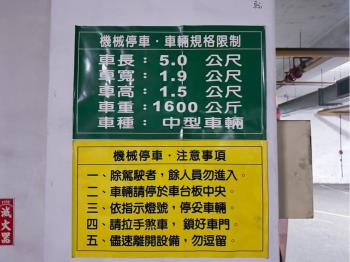 機械停車．車輛規格限制
車長：5.0 公尺
車寬：1.9 公尺
車高：1.5 公尺
車重：1600公斤
車種：中型車輛
機械停車．注意事項
一、除駕駛者，餘人員勿進入。
二、車輛請停於車台板中央。
三、依指示燈號，停妥車輛。
四、請拉手煞車，鎖好車門。
五、儘速離開設備，勿逗留。
滅火器